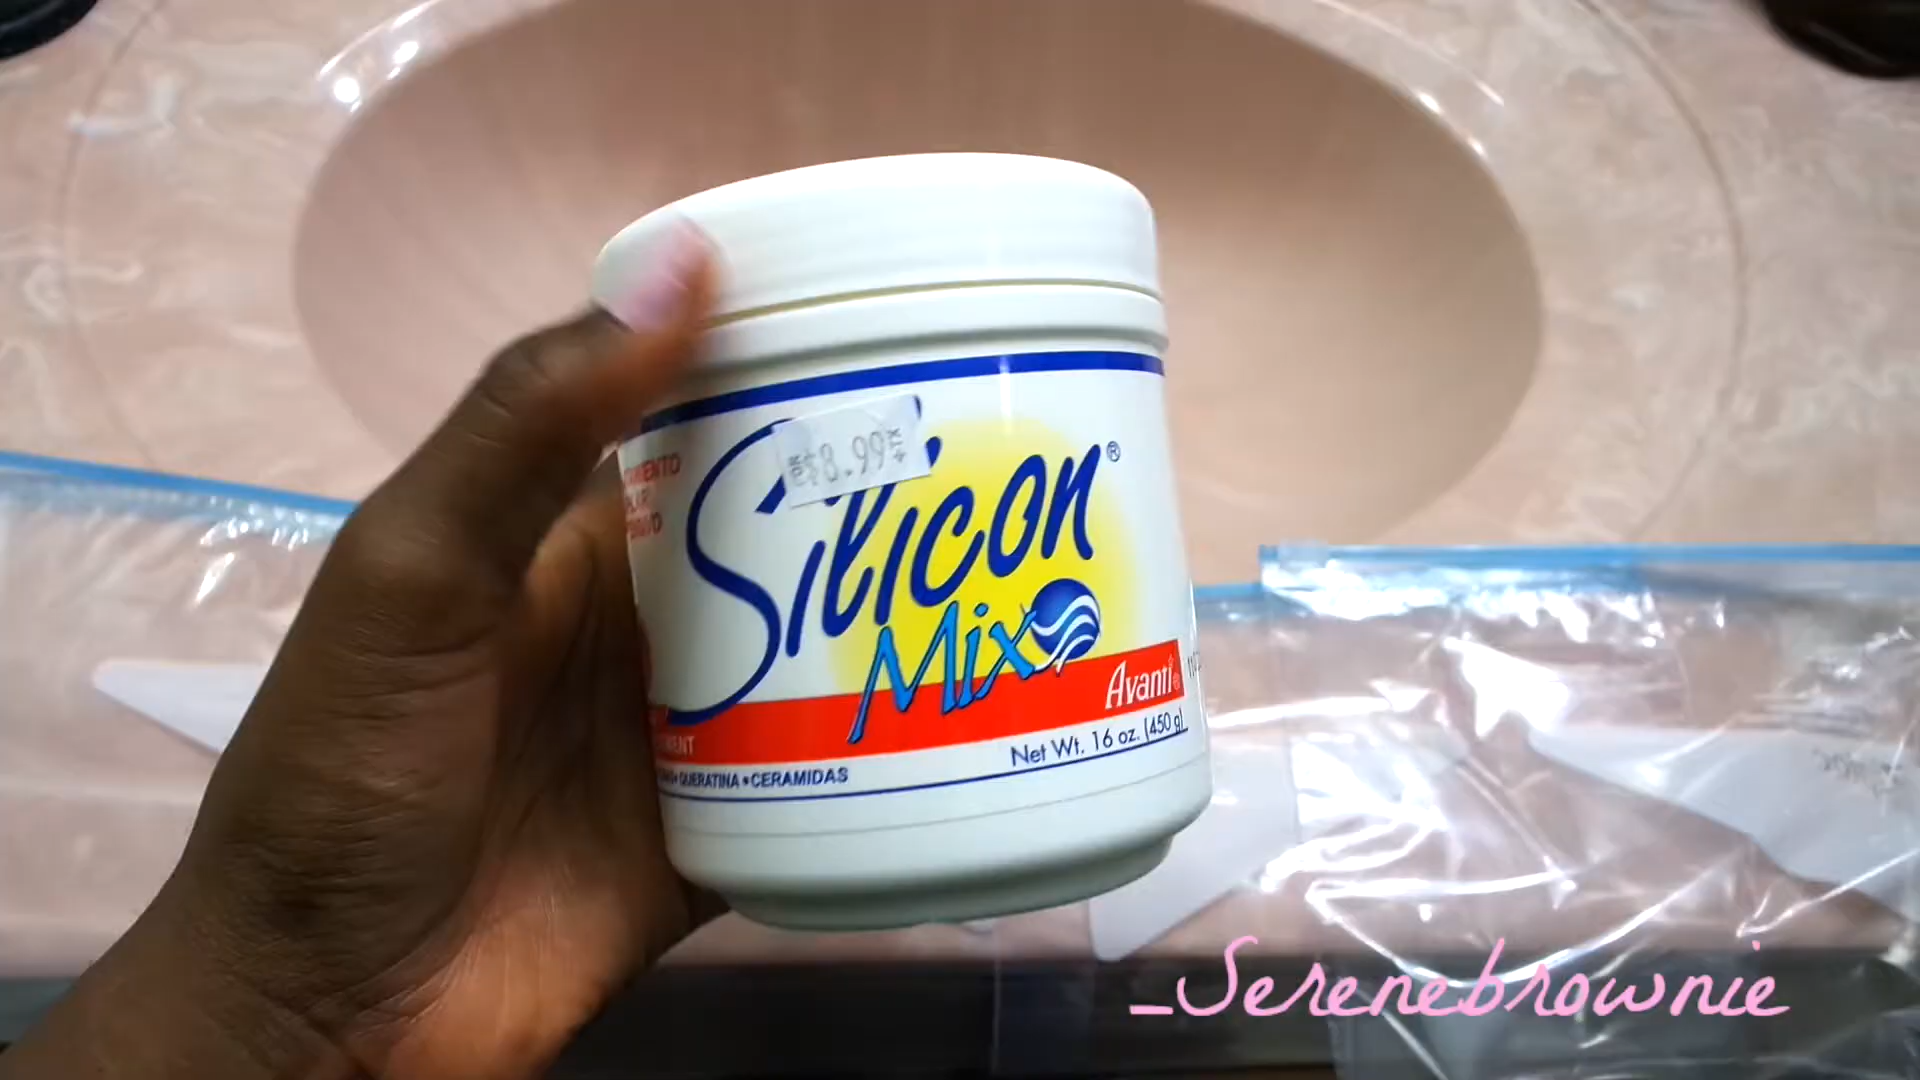 $8.99
Silicon®
Mix
Avanti®
Net Wt. 16 oz. (450 g)
QUERATINA • CERAMIDAS
_Serenebrownie